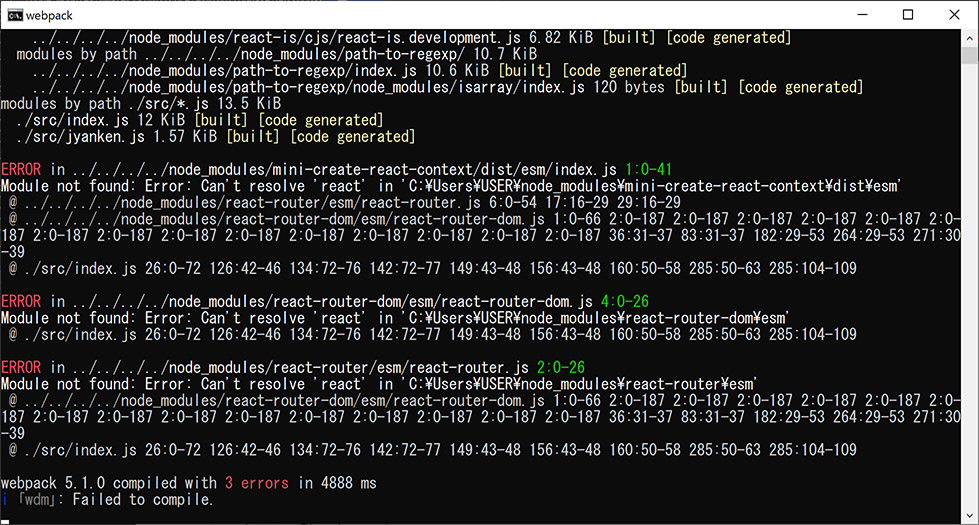 webpack
../../../../node_modules/react-is/cjs/react-is.development.js 6.82 KiB [built] [code generated]
modules by path ../../../../node_modules/path-to-regexp/ 10.7 KiB
../../../../node_modules/path-to-regexp/index.js 10.6 KiB [built] [code generated]
../../../../node_modules/path-to-regexp/node_modules/isarray/index.js 120 bytes [built] [code generated]
modules by path ./src/*.js 13.5 KiB
./src/index.js 12 KiB [built] [code generated]
./src/jyanken.js 1.57 KiB [built] [code generated]
ERROR in ../../../../node_modules/mini-create-react-context/dist/esm/index.js 1:0-41
Module not found: Error: Can't resolve 'react' in 'C:¥Users¥USER¥node_modules¥mini-create-react-context¥dist¥esm'
@ ../../../../node_modules/react-router/esm/react-router.js 6:0-54 17:16-29 29:16-29
@ ../../../../node_modules/react-router-dom/esm/react-router-dom.js 1:0-66 2:0-187 2:0-187 2:0-187 2:0-187 2:0-
187 2:0-187 2:0-187 2:0-187 2:0-187 2:0-187 2:0-187 2:0-187 2:0-187 36:31-37 83:31-37 182:29-53 264:29-53 271:30
-39
@ ./src/index.js 26:0-72 126:42-46 134:72-76 142:72-77 149:43-48 156:43-48 160:50-58 285:50-63 285:104-109
ERROR in ../../../../node_modules/react-router-dom/esm/react-router-dom.js 4:0-26
Module not found: Error: Can't resolve 'react' in 'C:¥Users¥USER¥node_modules¥react-router-dom¥esm'
@ ./src/index.js 26:0-72 126:42-46 134:72-76 142:72-77 149:43-48 156:43-48 160:50-58 285:50-63 285:104-109
ERROR in ../../../../node_modules/react-router/esm/react-router.js 2:0-26
Module not found: Error: Can't resolve 'react' in 'C:¥Users¥USER¥node_modules¥react-router¥esm'
@ ../../../../node_modules/react-router-dom/esm/react-router-dom.js 1:0-66 2:0-187 2:0-187 2:0-187 2:0-187 2:0-
187 2:0-187 2:0-187 2:0-187 2:0-187 2:0-187 2:0-187 2:0-187 2:0-187 36:31-37 83:31-37 182:29-53 264:29-53 271:30
-39
@ ./src/index.js 26:0-72 126:42-46 134:72-76 142:72-77 149:43-48 156:43-48 160:50-58 285:50-63 285:104-109
webpack 5.1.0 compiled with 3 errors in 4888 ms
i ｢wdm｣: Failed to compile.